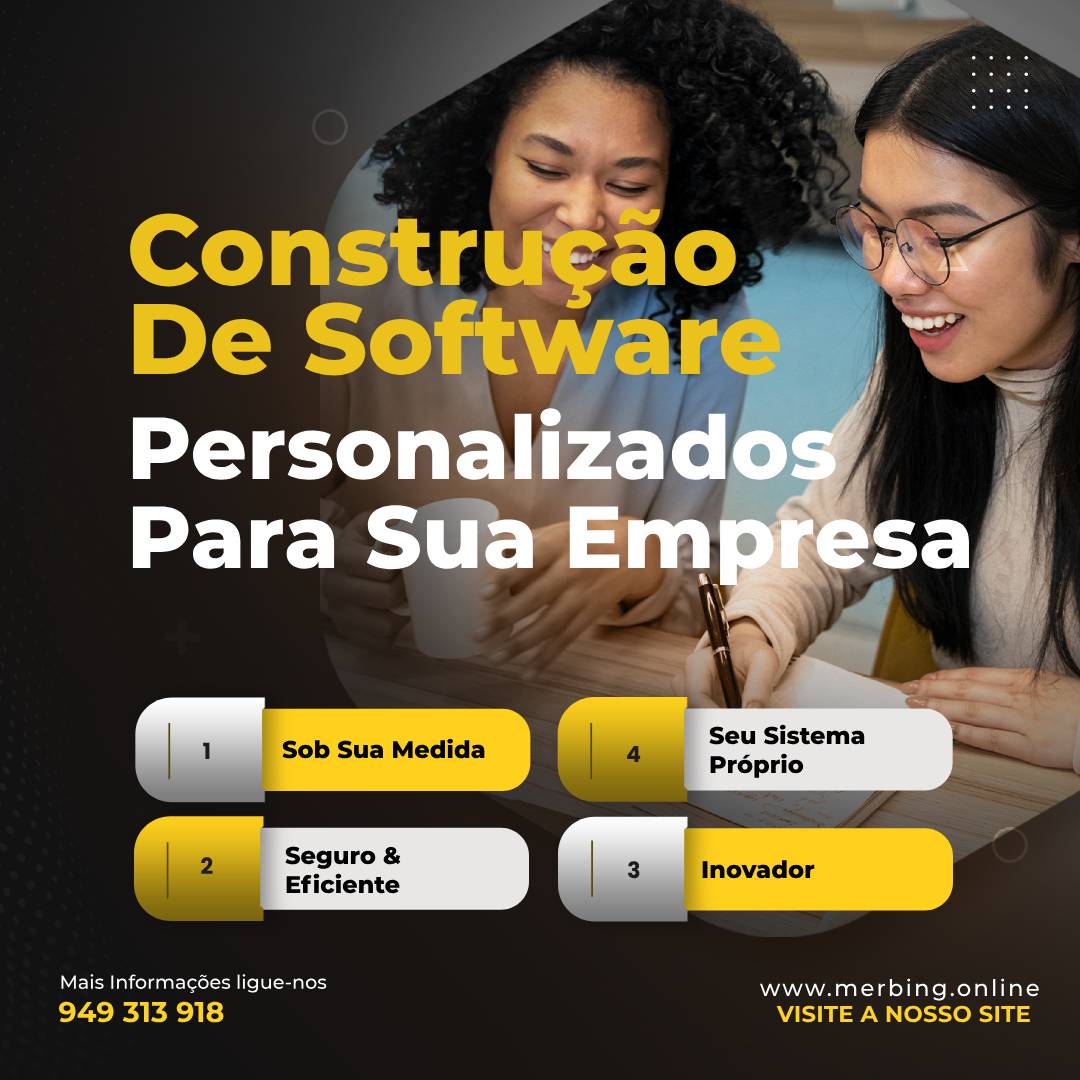 Construção
De Software
Personalizados
Para Sua Empresa
1
Sob Sua Medida
4
Seu Sistema
Próprio
2
Seguro &
Eficiente
3
Inovador
Mais Informações ligue-nos
949 313 918
www.merbing.online
VISITE A NOSSO SITE